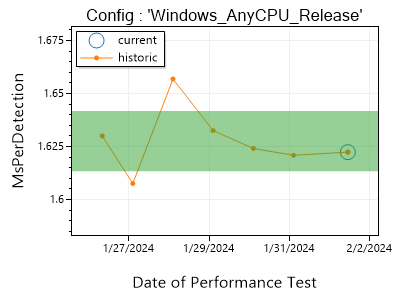 Config : 'Windows_AnyCPU_Release'
current
historic
MsPerDetection
1.675
1.65
1.625
1.6
1/27/2024
1/29/2024
1/31/2024
2/2/2024
Date of Performance Test